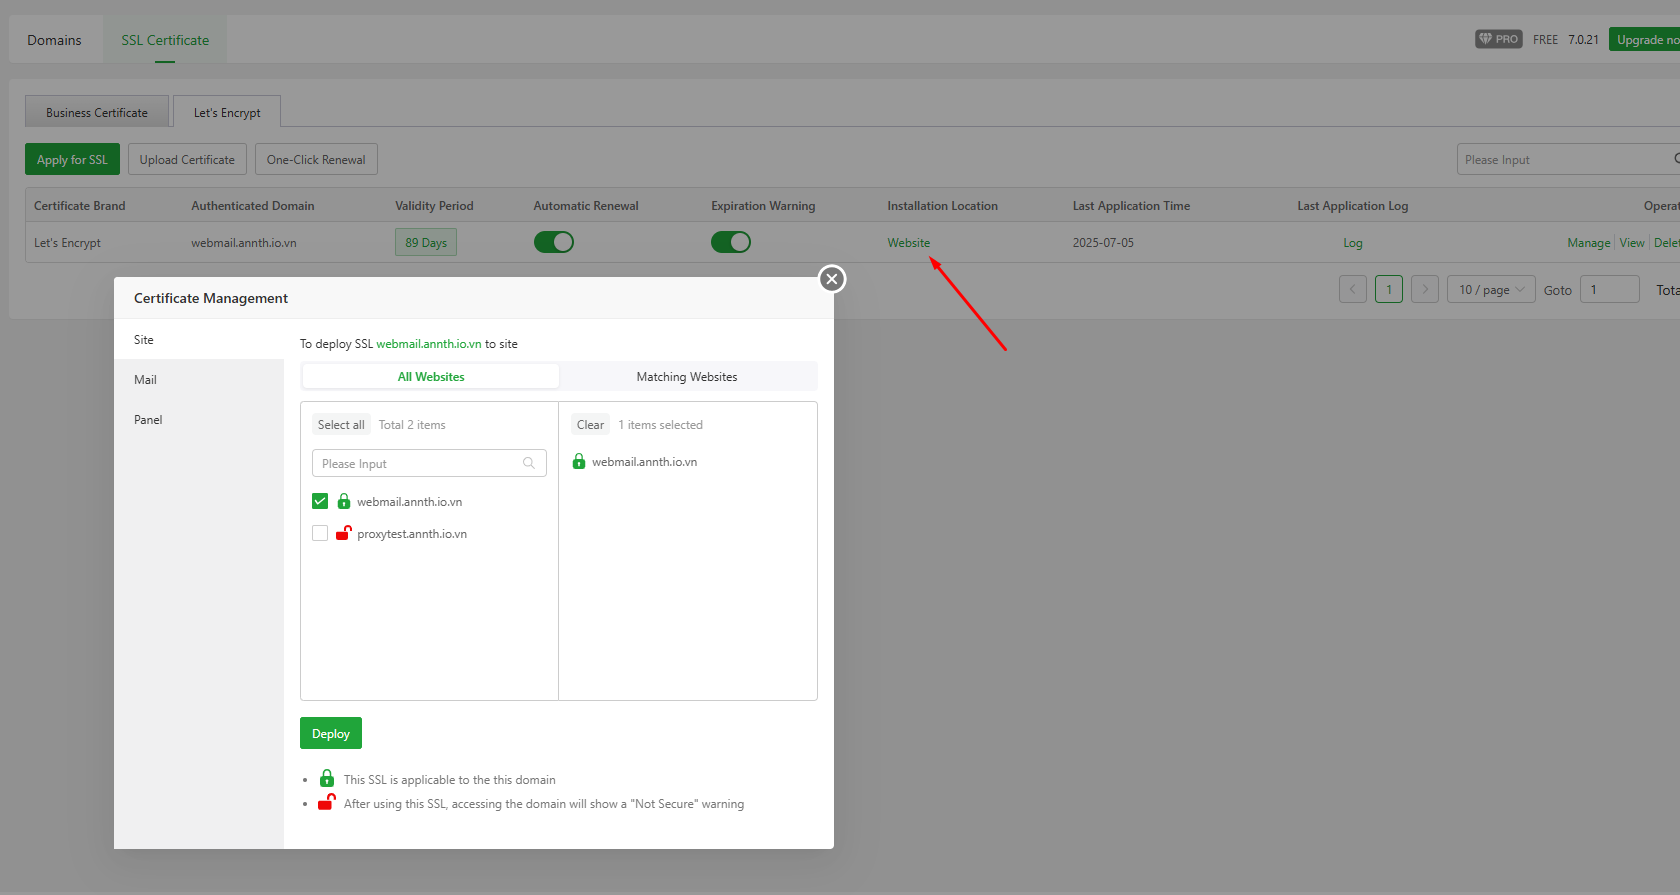 Domains
SSL Certificate
PRO FREE 7.0.21
Business Certificate
Let's Encrypt
Apply for SSL
Upload Certificate
One-Click Renewal
Please Input
Certificate Brand Authenticated Domain Validity Period Automatic Renewal Expiration Warning Installation Location Last Application Time Last Application Log
Let's Encrypt webmail.annth.io.vn 89 Days Website 2025-07-05 Log Manage View
1 10 / page Goto 1
Certificate Management
Site
Mail
Panel
To deploy SSL webmail.annth.io.vn to site
All Websites
Matching Websites
Select all Total 2 items
Please Input
webmail.annth.io.vn
proxytest.annth.io.vn
Clear 1 items selected
webmail.annth.io.vn
Deploy
This SSL is applicable to the this domain
After using this SSL, accessing the domain will show a "Not Secure" warning